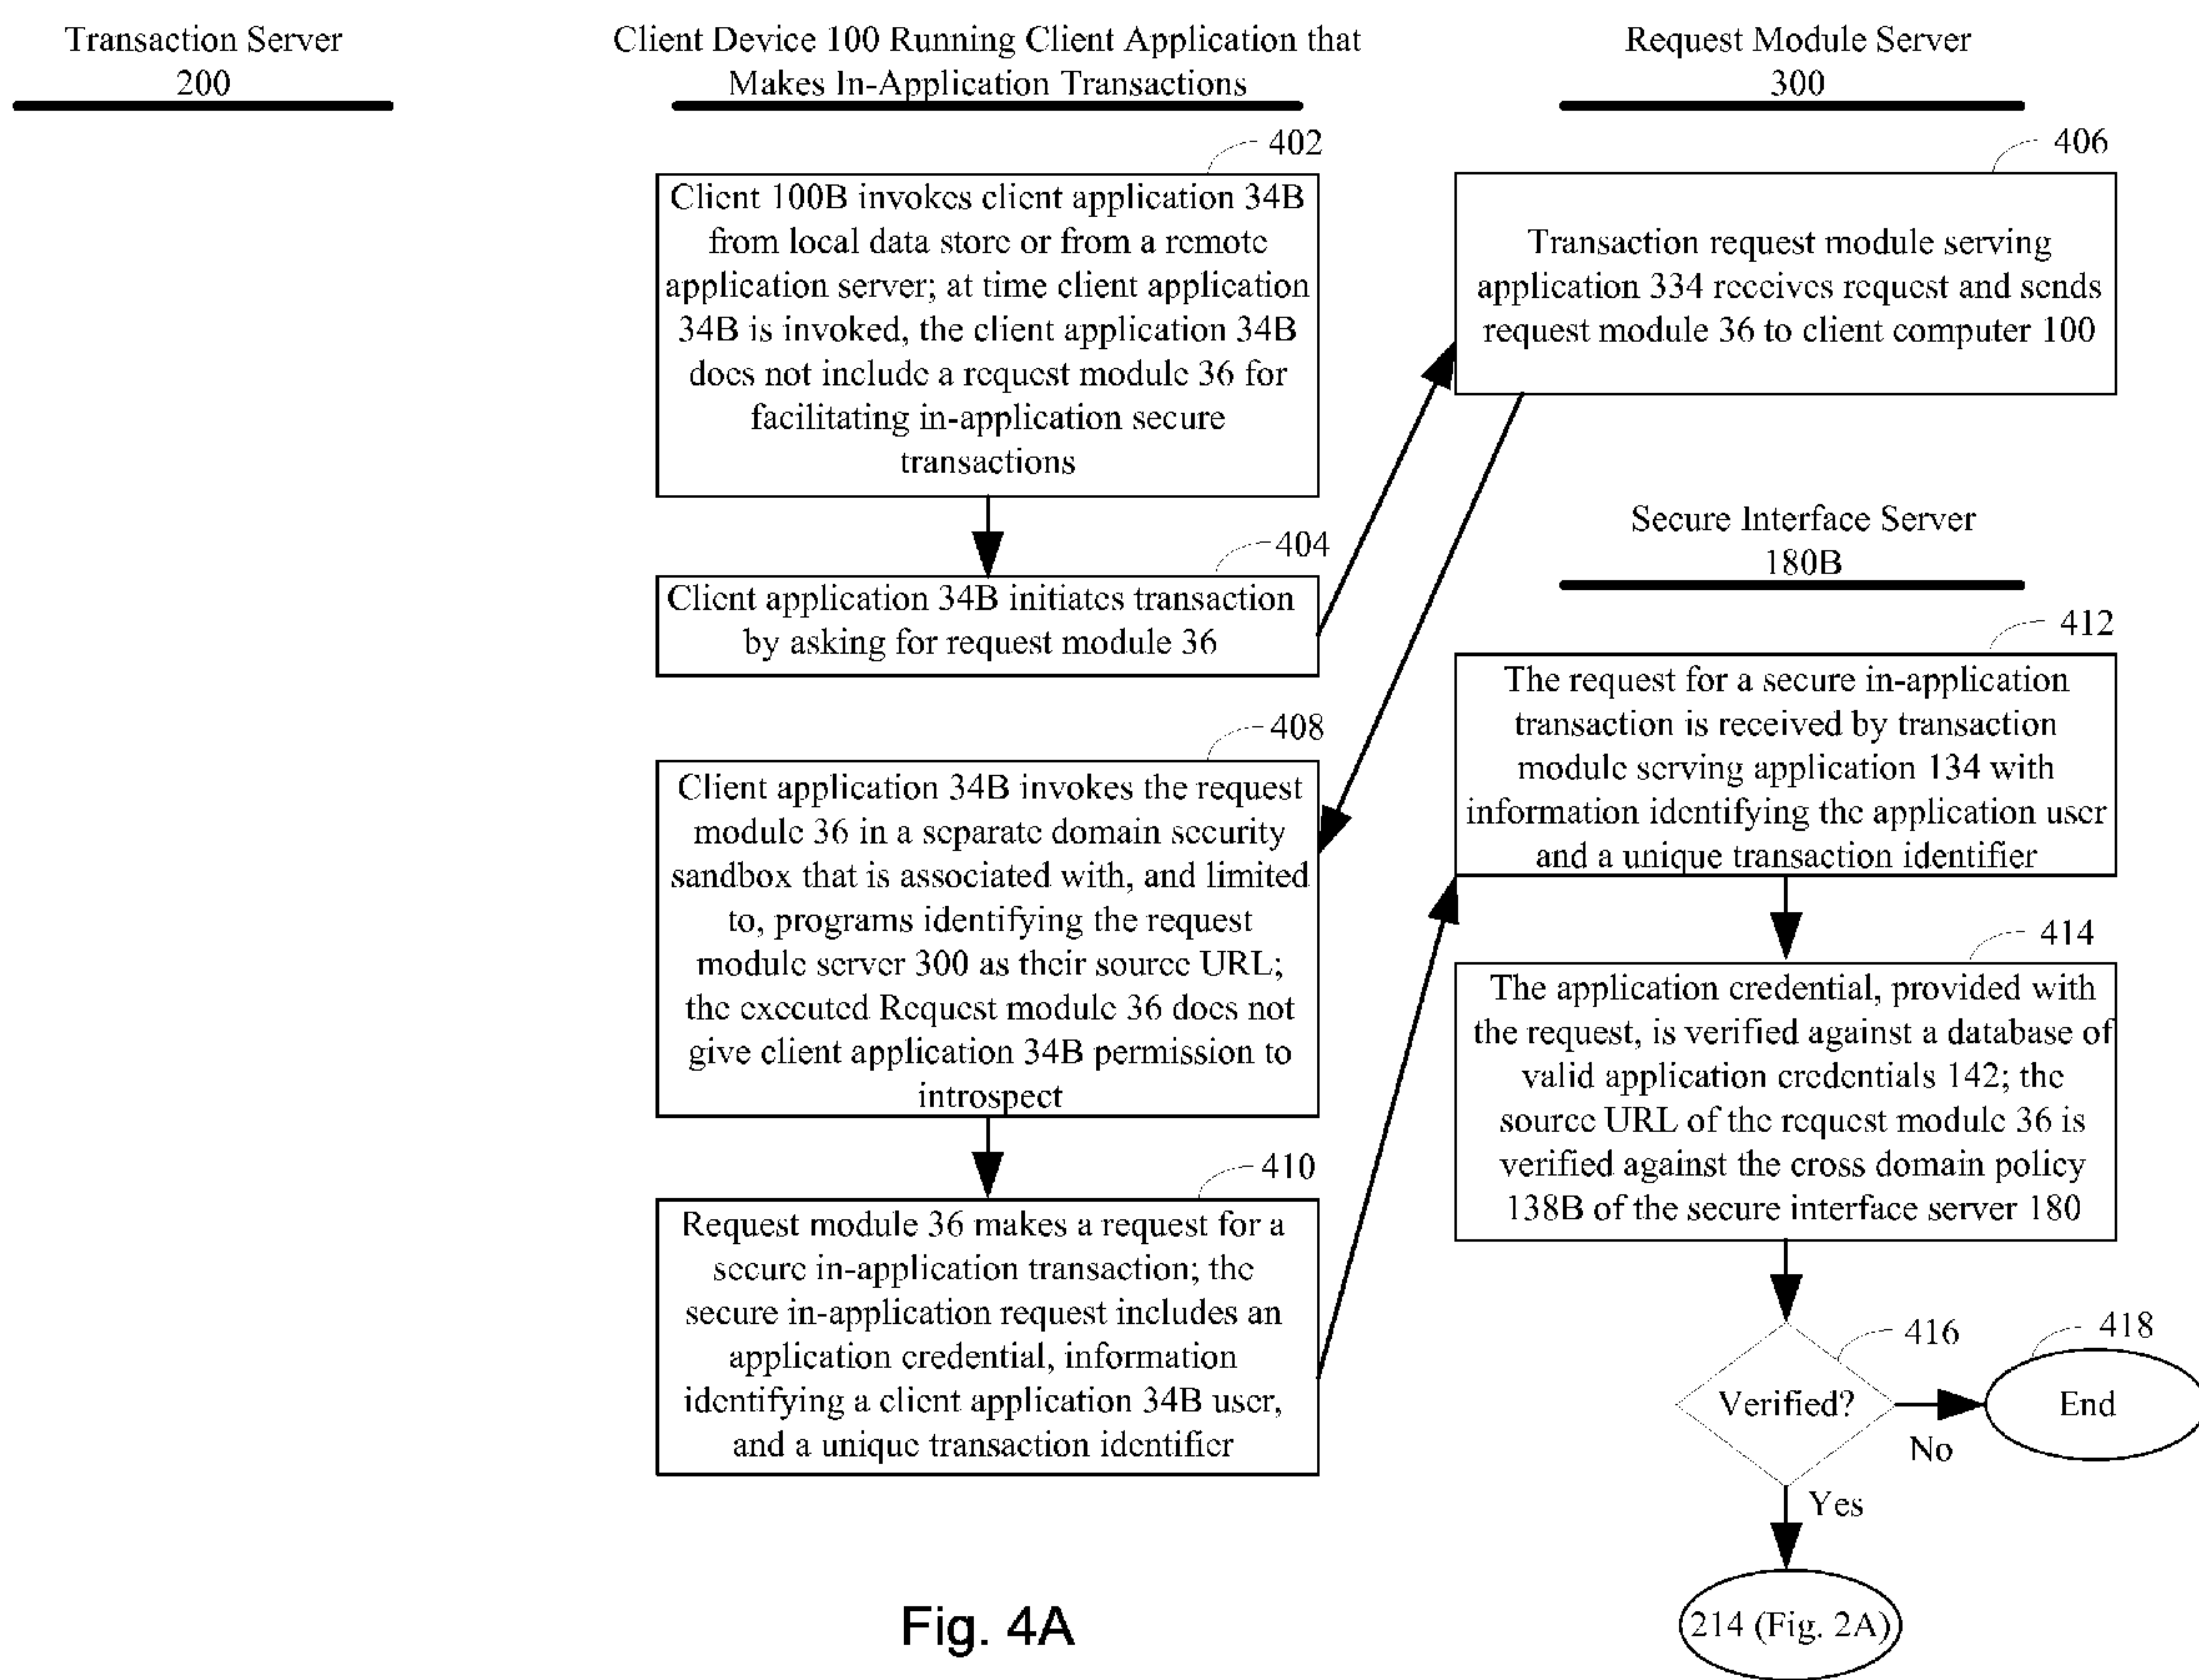 Transaction Server
200
Client Device 100 Running Client Application that
Makes In-Application Transactions
Request Module Server
300
402
Client 100B invokes client application 34B
from local data store or from a remote
application server; at time client application
34B is invoked, the client application 34B
does not include a request module 36 for
facilitating in-application secure
transactions
404
Client application 34B initiates transaction
by asking for request module 36
406
Transaction request module serving
application 334 receives request and sends
request module 36 to client computer 100
408
Client application 34B invokes the request
module 36 in a separate domain security
sandbox that is associated with, and limited
to, programs identifying the request
module server 300 as their source URL;
the executed Request module 36 does not
give client application 34B permission to
introspect
410
Request module 36 makes a request for a
secure in-application transaction; the
secure in-application request includes an
application credential, information
identifying a client application 34B user,
and a unique transaction identifier
Secure Interface Server
180B
412
The request for a secure in-application
transaction is received by transaction
module serving application 134 with
information identifying the application user
and a unique transaction identifier
414
The application credential, provided with
the request, is verified against a database of
valid application credentials 142; the
source URL of the request module 36 is
verified against the cross domain policy
138B of the secure interface server 180
416
Verified?
No
418
End
Yes
214 (Fig. 2A)
Fig. 4A